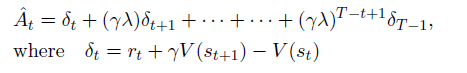 Â_t = δ_t + (γλ)δ_{t+1} + ⋯ + ⋯ + (γλ)^{T−t+1}δ_{T−1},
where δ_t = r_t + γV(s_{t+1}) − V(s_t)